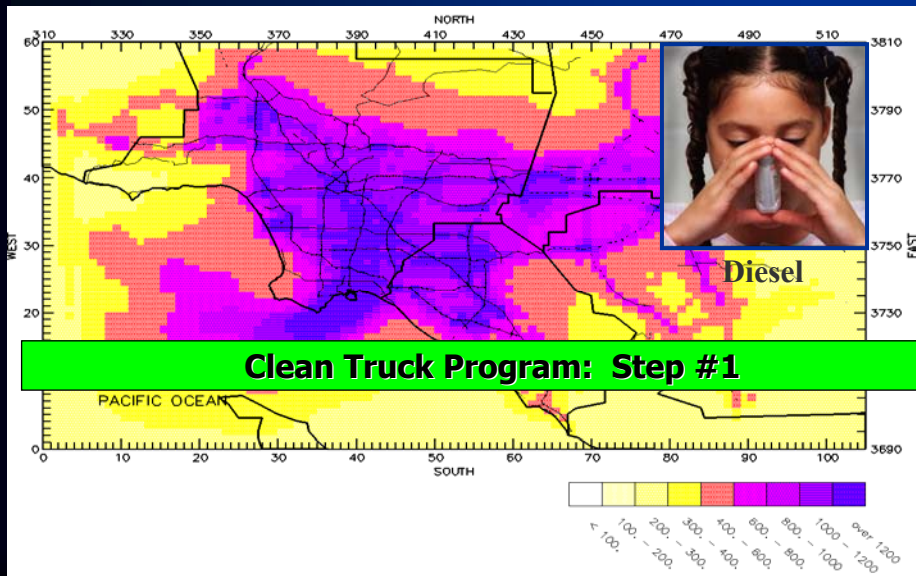 NORTH
310 330 350 370 390 410 430 450 470 490 510
60 3810
50 3790
40 3770
WEST
EAST
30 3750
Diesel
20 3730
Clean Truck Program: Step #1
PACIFIC OCEAN
0 3690
0 10 20 30 40 50 60 70 80 90 100
SOUTH
< 100.
100. - 200.
200. - 300.
300. - 400.
400. - 600.
600. - 800.
800. - 1000
1000 - 1200
over 1200